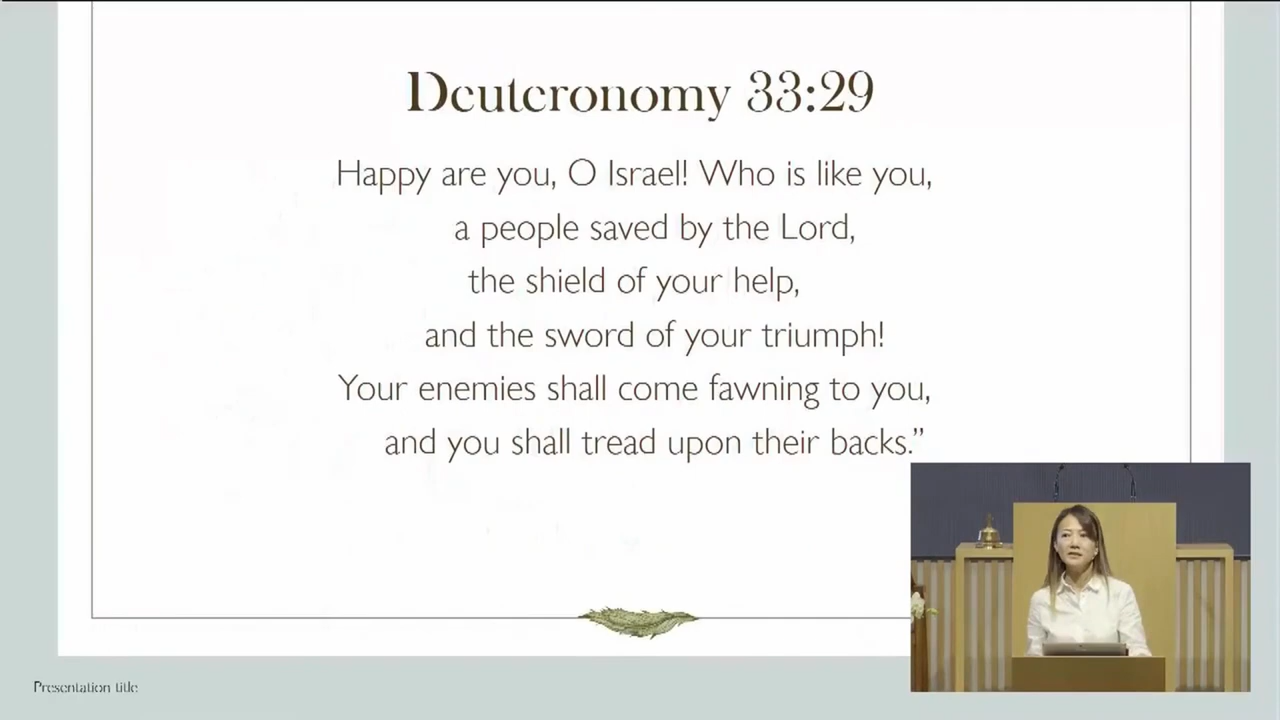 Deuteronomy 33:29
Happy are you, O Israel! Who is like you,
a people saved by the Lord,
the shield of your help,
and the sword of your triumph!
Your enemies shall come fawning to you,
and you shall tread upon their backs.”
Presentation title